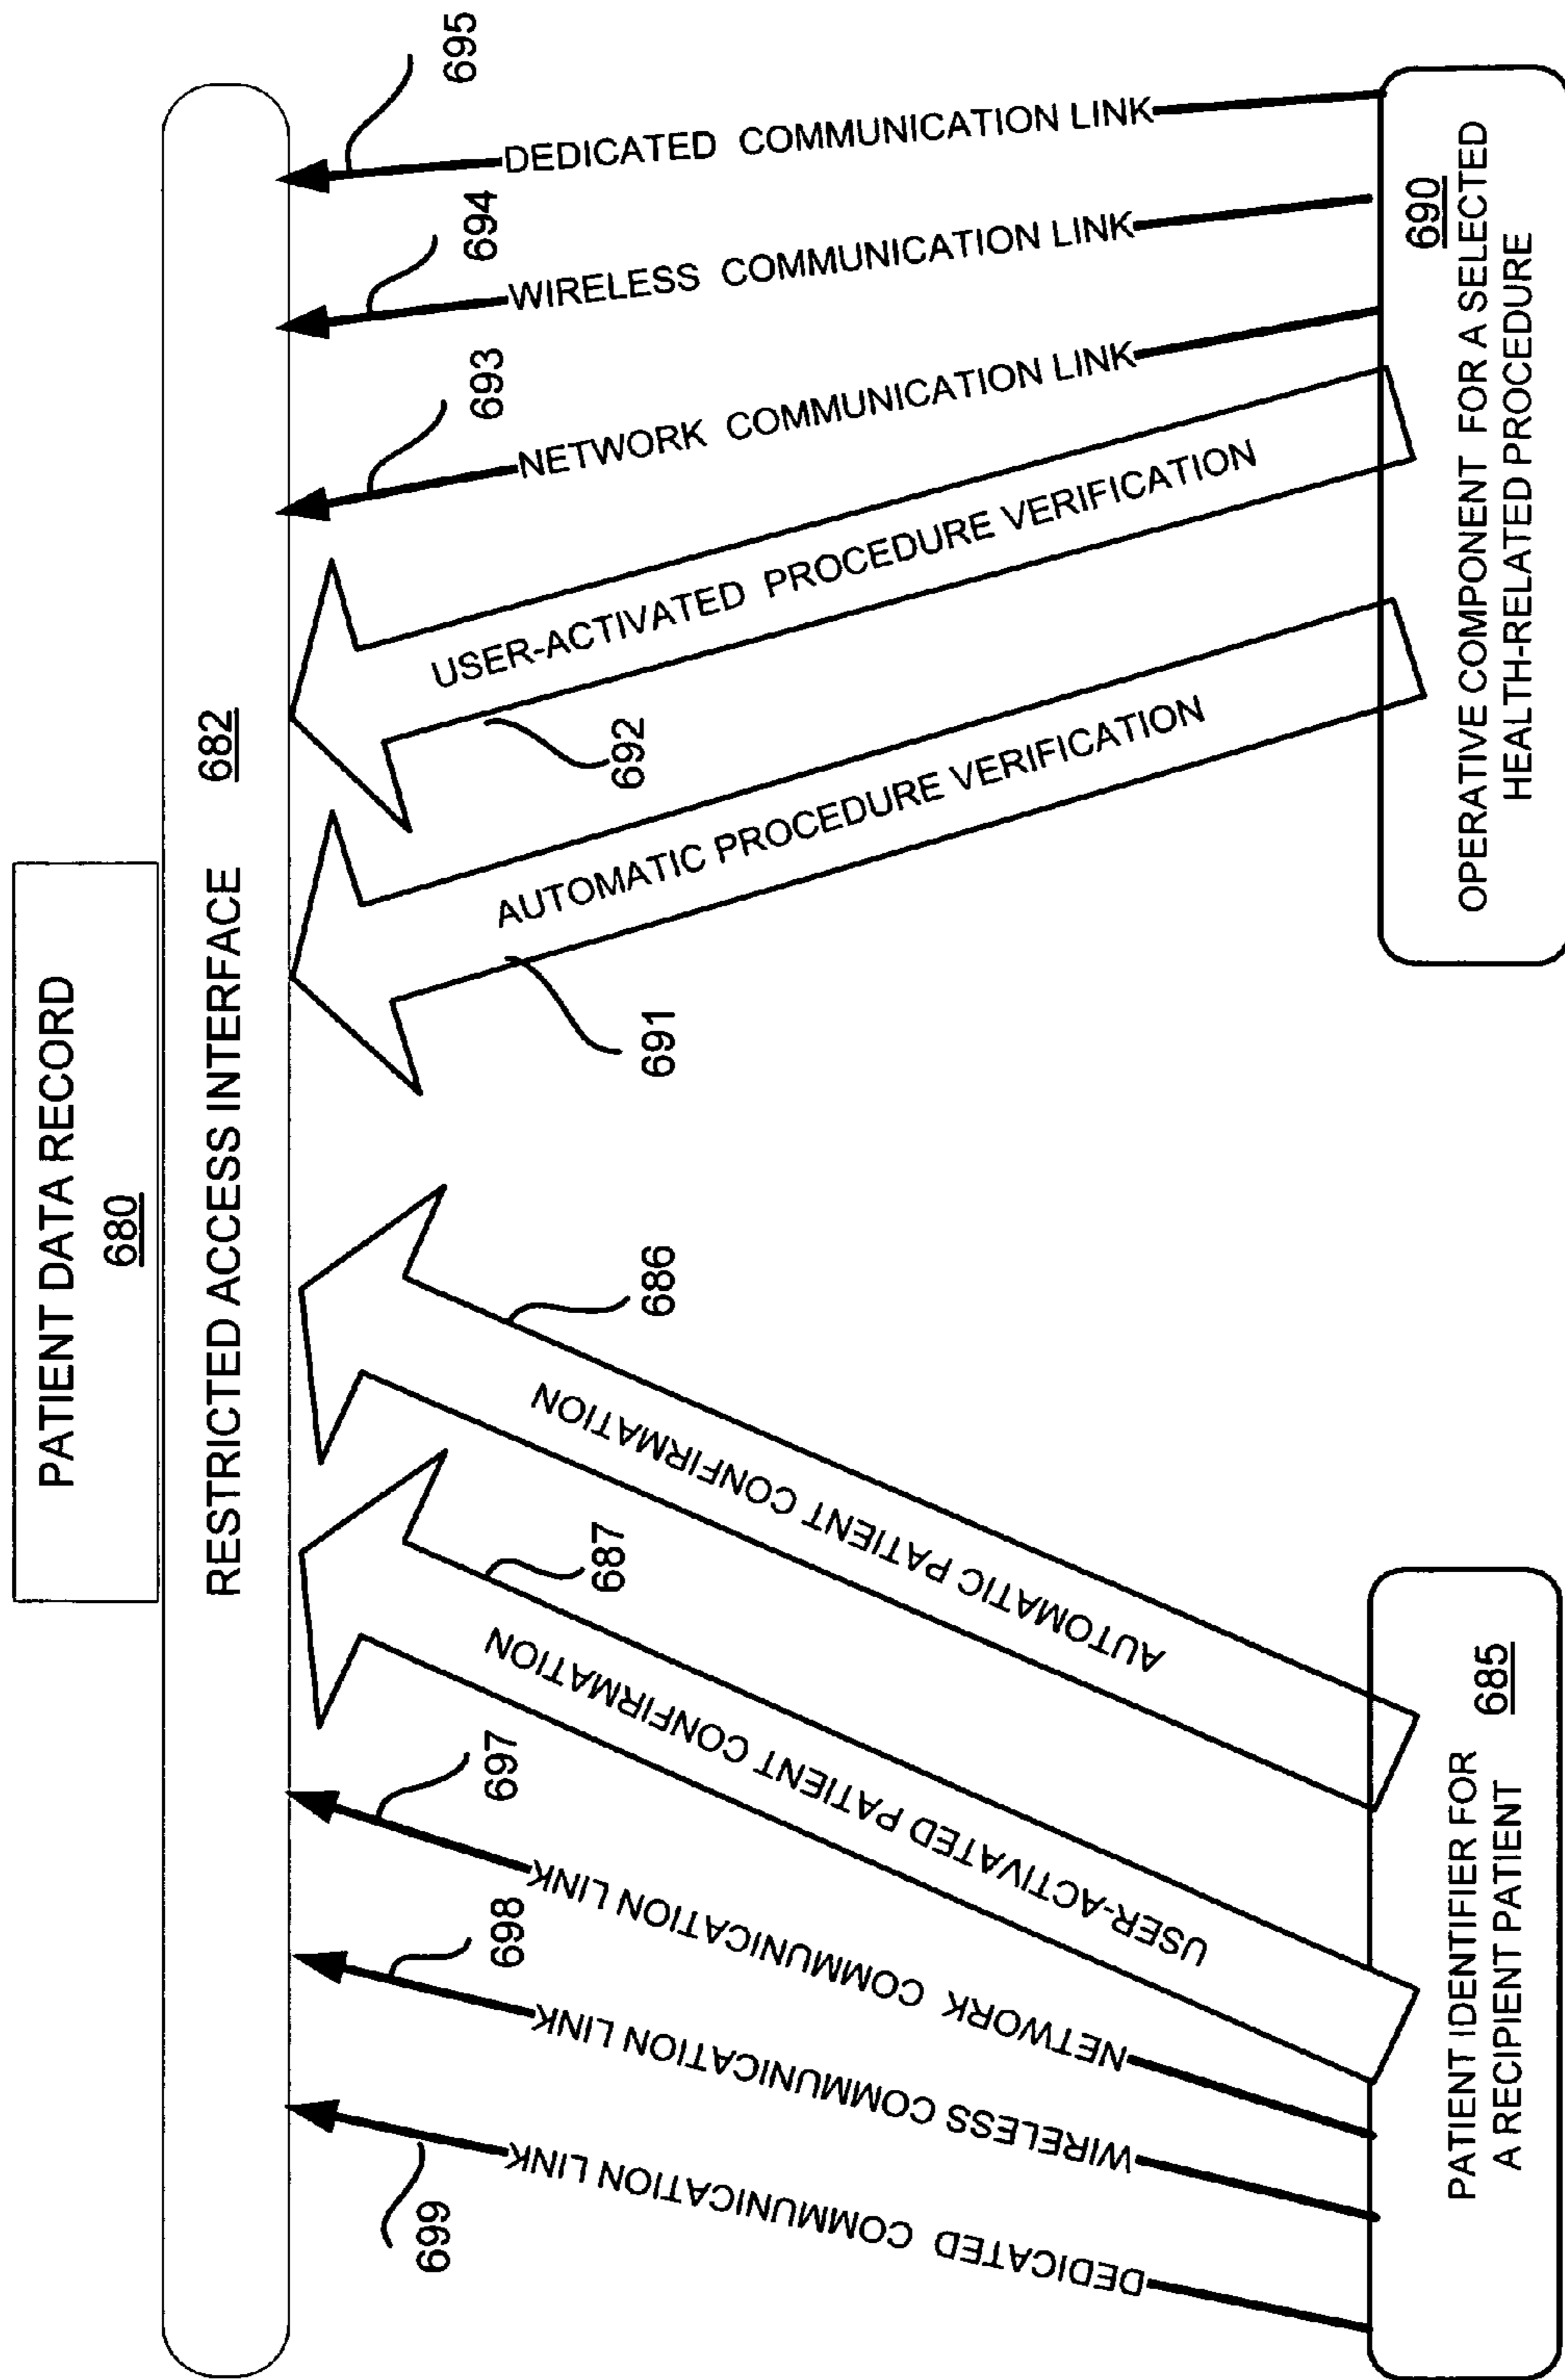 PATIENT DATA RECORD
680
RESTRICTED ACCESS INTERFACE 682
699
698
697
687
686
691
692
693
694
695
DEDICATED COMMUNICATION LINK
WIRELESS COMMUNICATION LINK
NETWORK COMMUNICATION LINK
USER-ACTIVATED PATIENT CONFIRMATION
AUTOMATIC PATIENT CONFIRMATION
AUTOMATIC PROCEDURE VERIFICATION
USER-ACTIVATED PROCEDURE VERIFICATION
NETWORK COMMUNICATION LINK
WIRELESS COMMUNICATION LINK
DEDICATED COMMUNICATION LINK
PATIENT IDENTIFIER FOR 685
A RECIPIENT PATIENT
690
OPERATIVE COMPONENT FOR A SELECTED
HEALTH-RELATED PROCEDURE